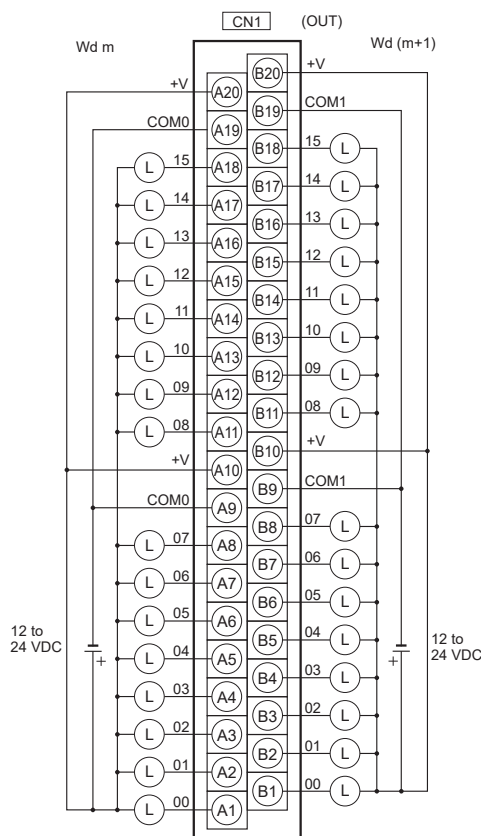 CN1 (OUT)
Wd m Wd (m+1)
B20 +V
+V A20
B19 COM1
COM0 A19
B18 15 L
L 15 A18
B17 14 L
L 14 A17
B16 13 L
L 13 A16
B15 12 L
L 12 A15
B14 11 L
L 11 A14
B13 10 L
L 10 A13
B12 09 L
L 09 A12
B11 08 L
L 08 A11
B10 +V
+V A10
B9 COM1
COM0 A9
B8 07 L
L 07 A8
B7 06 L
L 06 A7
B6 05 L
L 05 A6
B5 04 L
12 to
24 VDC
+
L 04 A5
12 to
24 VDC
+
B4 03 L
L 03 A4
B3 02 L
L 02 A3
B2 01 L
L 01 A2
B1 00 L
L 00 A1